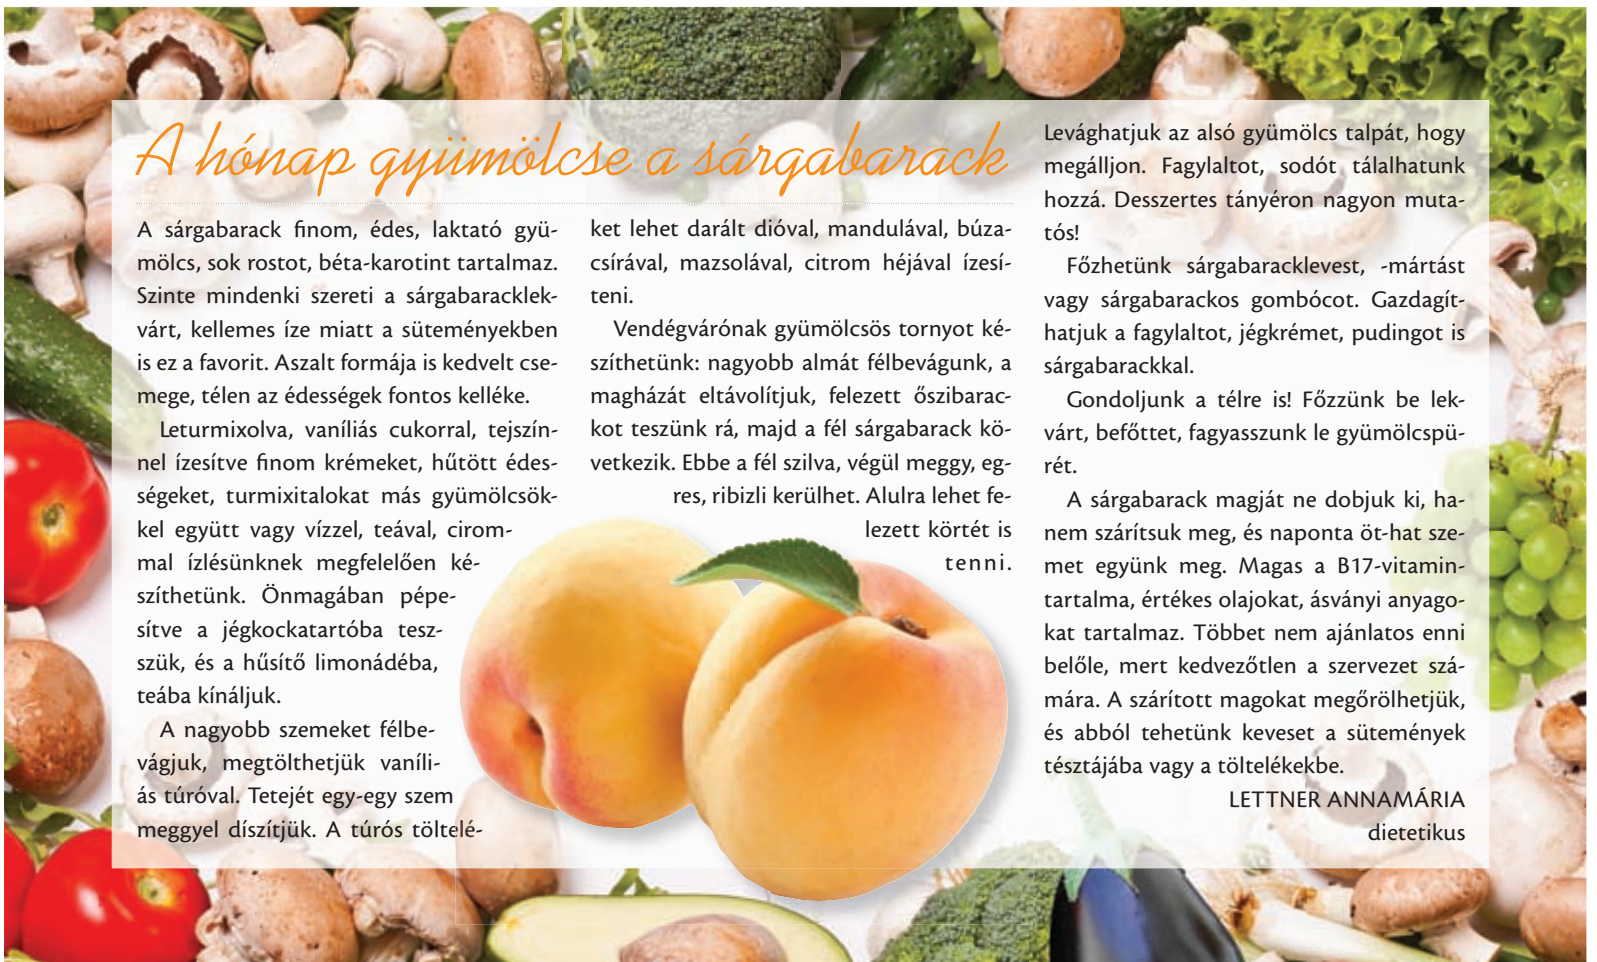 A hónap gyümölcse a sárgabarack
A sárgabarack finom, édes, laktató gyü-
mölcs, sok rostot, béta-karotint tartalmaz.
Szinte mindenki szereti a sárgabaracklek-
várt, kellemes íze miatt a süteményekben
is ez a favorit. Aszalt formája is kedvelt cse-
mege, télen az édességek fontos kelléke.
Leturmixolva, vaníliás cukorral, tejszín-
nel ízesítve finom krémeket, hűtött édes-
ségeket, turmixitalokat más gyümölcsök-
kel együtt vagy vízzel, teával, cirom-
mal ízlésünknek megfelelően ké-
szíthetünk. Önmagában pépe-
sítve a jégkockatartóba tesz-
szük, és a hűsítő limonádéba,
teába kínáljuk.
A nagyobb szemeket félbe-
vágjuk, megtölthetjük vaníli-
ás túróval. Tetejét egy-egy szem
meggyel díszítjük. A túrós töltelé-
ket lehet darált dióval, mandulával, búza-
csírával, mazsolával, citrom héjával ízesí-
teni.
Vendégvárónak gyümölcsös tornyot ké-
szíthetünk: nagyobb almát félbevágunk, a
magházát eltávolítjuk, felezett őszibarac-
kot teszünk rá, majd a fél sárgabarack kö-
vetkezik. Ebbe a fél szilva, végül meggy, eg-
res, ribizli kerülhet. Alulra lehet fe-
lezett körtét is
tenni.
Levághatjuk az alsó gyümölcs talpát, hogy
megálljon. Fagylaltot, sodót tálalhatunk
hozzá. Desszertes tányéron nagyon muta-
tós!
Főzhetünk sárgabaracklevest, -mártást
vagy sárgabarackos gombócot. Gazdagít-
hatjuk a fagylaltot, jégkrémet, pudingot is
sárgabarackkal.
Gondoljunk a télre is! Főzzünk be lek-
várt, befőttet, fagyasszunk le gyümölcspü-
rét.
A sárgabarack magját ne dobjuk ki, ha-
nem szárítsuk meg, és naponta öt-hat sze-
met együnk meg. Magas a B17-vitamin-
tartalma, értékes olajokat, ásványi anyago-
kat tartalmaz. Többet nem ajánlatos enni
belőle, mert kedvezőtlen a szervezet szá-
mára. A szárított magokat megőrölhetjük,
és abból tehetünk keveset a sütemények
tésztájába vagy a töltelékekbe.
LETTNER ANNAMÁRIA
dietetikus